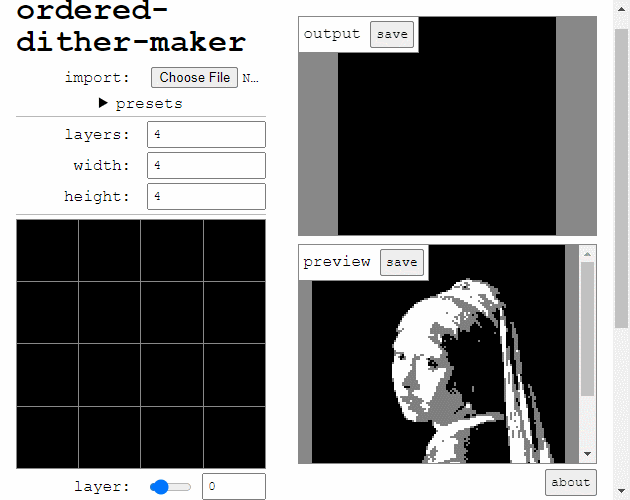 ordered-
dither-maker
import: Choose File N…
▶ presets
layers: 4
width: 4
height: 4
layer: 0
output save
preview save
about